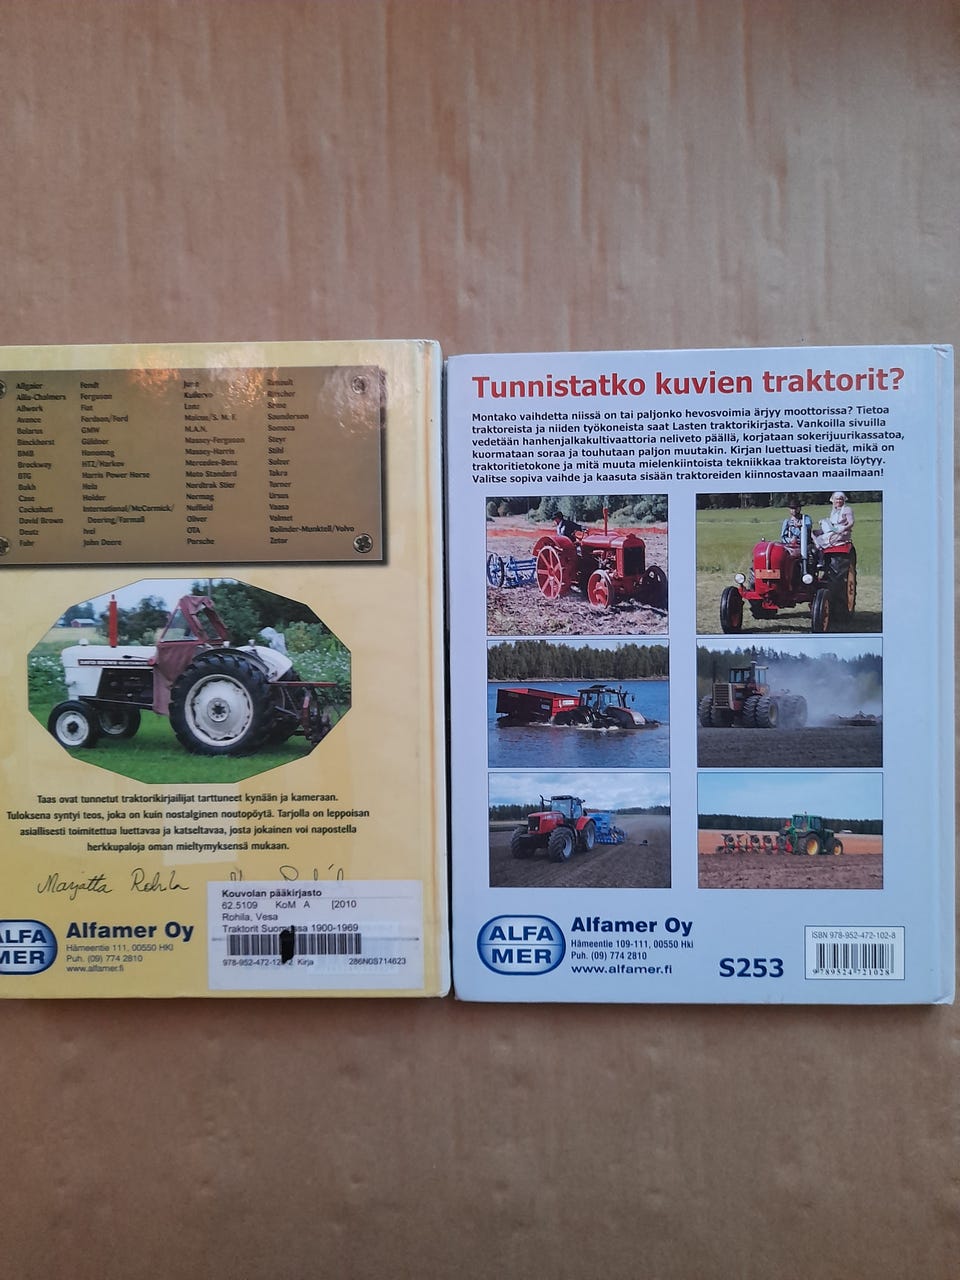 Allgaier
Allis-Chalmers
Allwork
Avance
Belarus
Binckhorst
BMB
Brockway
BTG
Bukh
Case
Cockshutt
David Brown
Deutz
Fahr
Fendt
Ferguson
Fiat
Fordson/Ford
GMW
Güldner
Hanomag
HTZ/Harkov
Harris Power Horse
Hela
Holder
International/McCormick/
Deering/Farmall
Ivel
John Deere
Jumo
Kullervo
Lanz
M.A.N.
Massey-Ferguson
Massey-Harris
Mercedes-Benz
Moto Standard
Nordtrak Stier
Normag
Nuffield
Oliver
OTA
Porsche
Renault
Ritscher
Same
Saunderson
Someca
Steyr
Stihl
Sulzer
Takra
Turner
Ursus
Vaasa
Valmet
Bolinder-Munktell/Volvo
Zetor
DAVID BROWN
Taas ovat tunnetut traktorikirjailijat tarttuneet kynään ja kameraan.
Tuloksena syntyi teos, joka on kuin nostalginen noutopöytä. Tarjolla on leppoisan
asiallisesti toimitettua luettavaa ja katseltavaa, josta jokainen voi napostella
herkkupaloja oman mieltymyksensä mukaan.
Marjatta Rohila
ALFA
MER
Alfamer Oy
Hämeentie 111, 00550 HKI
Puh. (09) 774 2810
www.alfamer.fi
Kouvolan pääkirjasto
62.5109 KoM A [2010
Rohila, Vesa
Traktorit Suomessa 1900-1969
Kirja 286N0S714623
Tunnistatko kuvien traktorit?
Montako vaihdetta niissä on tai paljonko hevosvoimia ärjyy moottorissa? Tietoa
traktoreista ja niiden työkoneista saat Lasten traktorikirjasta. Vankoilla sivuilla
vedetään hanhenjalkakultivaattoria neliveto päällä, korjataan sokerijuurikassatoa,
kuormataan soraa ja touhutaan paljon muutakin. Kirjan luettuasi tiedät, mikä on
traktoritietokone ja mitä muuta mielenkiintoista tekniikkaa traktoreista löytyy.
Valitse sopiva vaihde ja kaasuta sisään traktoreiden kiinnostavaan maailmaan!
ALFA
MER
Alfamer Oy
Hämeentie 109-111, 00550 Hki
Puh. (09) 774 2810
www.alfamer.fi
S253
ISBN 978-952-472-102-8
9 789524 721028